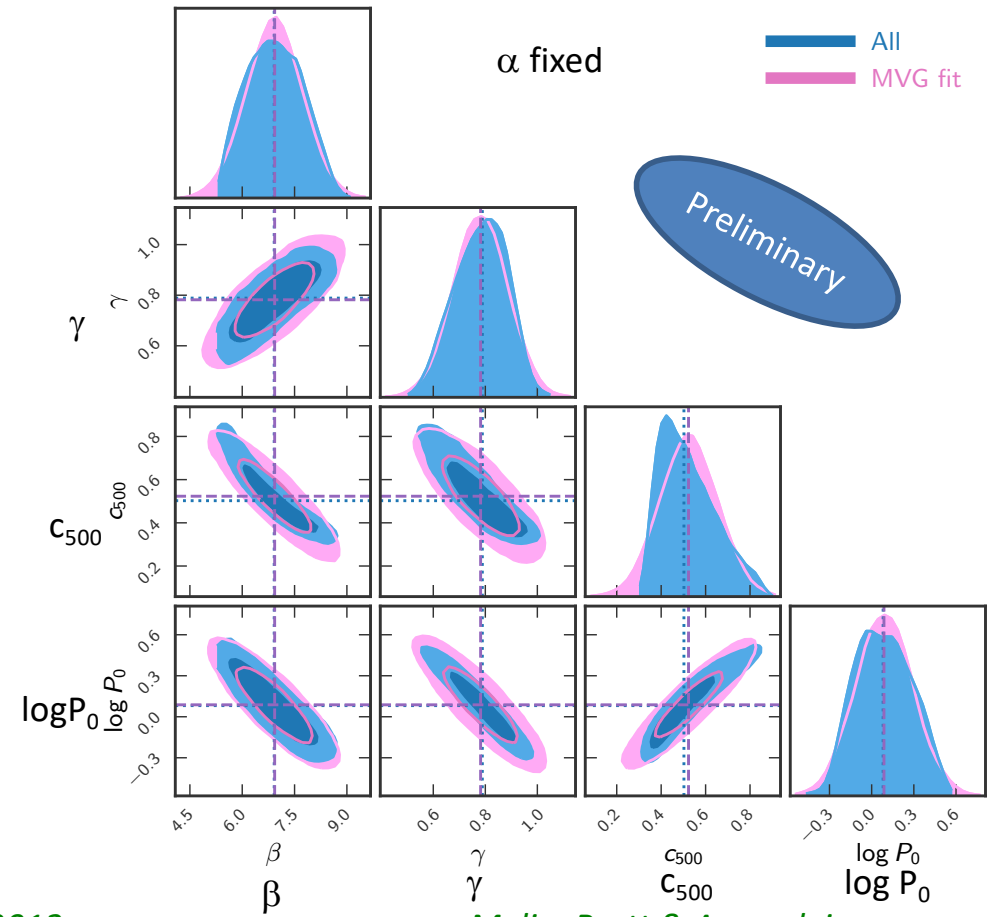 α fixed
All
MVG fit
Preliminary
1.0
0.8
0.6
γ
γ
0.8
0.6
0.4
0.2
c₅₀₀
c₅₀₀
0.6
0.3
0.0
−0.3
logP₀
log P₀
4.5 6.0 7.5 9.0
0.6 0.8 1.0
0.2 0.4 0.6 0.8
−0.3 0.0 0.3 0.6
β γ c₅₀₀ log P₀
β γ c₅₀₀ log P₀